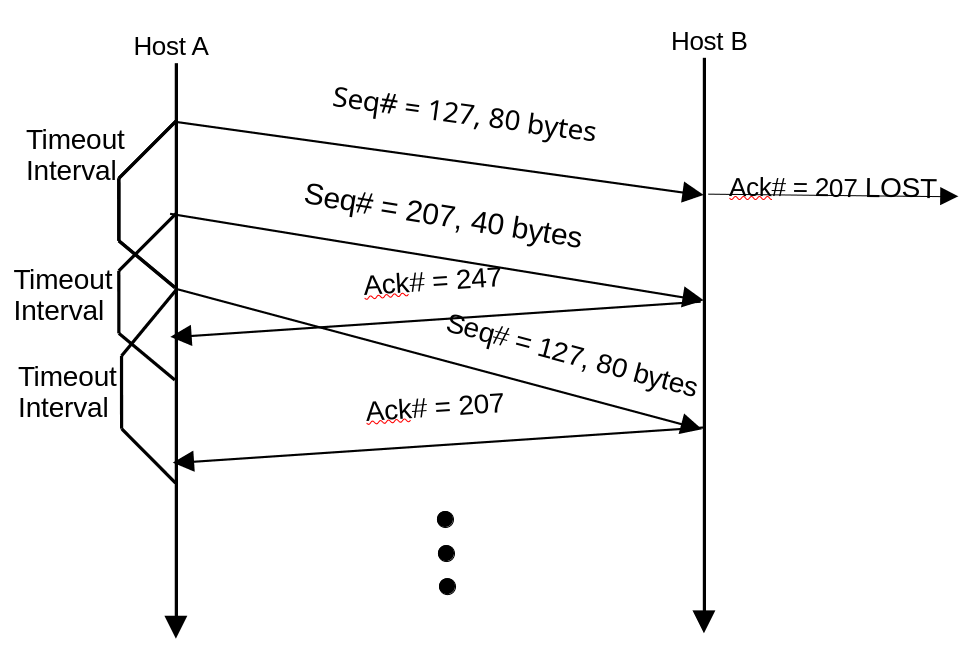 Host A
Host B
Seq# = 127, 80 bytes
Timeout
Interval
Ack# = 207 LOST
Seq# = 207, 40 bytes
Ack# = 247
Timeout
Interval
Seq# = 127, 80 bytes
Timeout
Interval
Ack# = 207